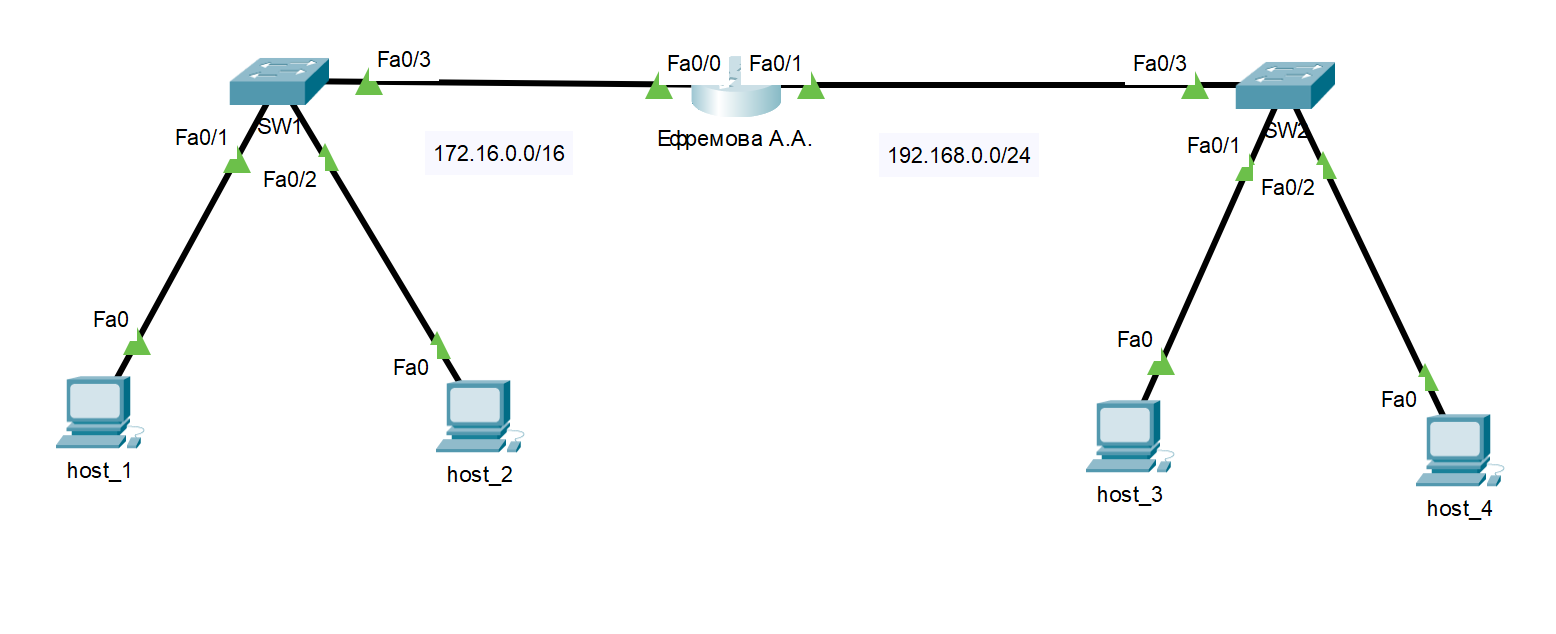 Fa0/3
Fa0/0
Fa0/1
Fa0/3
SW1
SW2
Fa0/1
Ефремова А.А.
Fa0/1
172.16.0.0/16
192.168.0.0/24
Fa0/2
Fa0/2
Fa0
Fa0
Fa0
Fa0
host_1
host_2
host_3
host_4